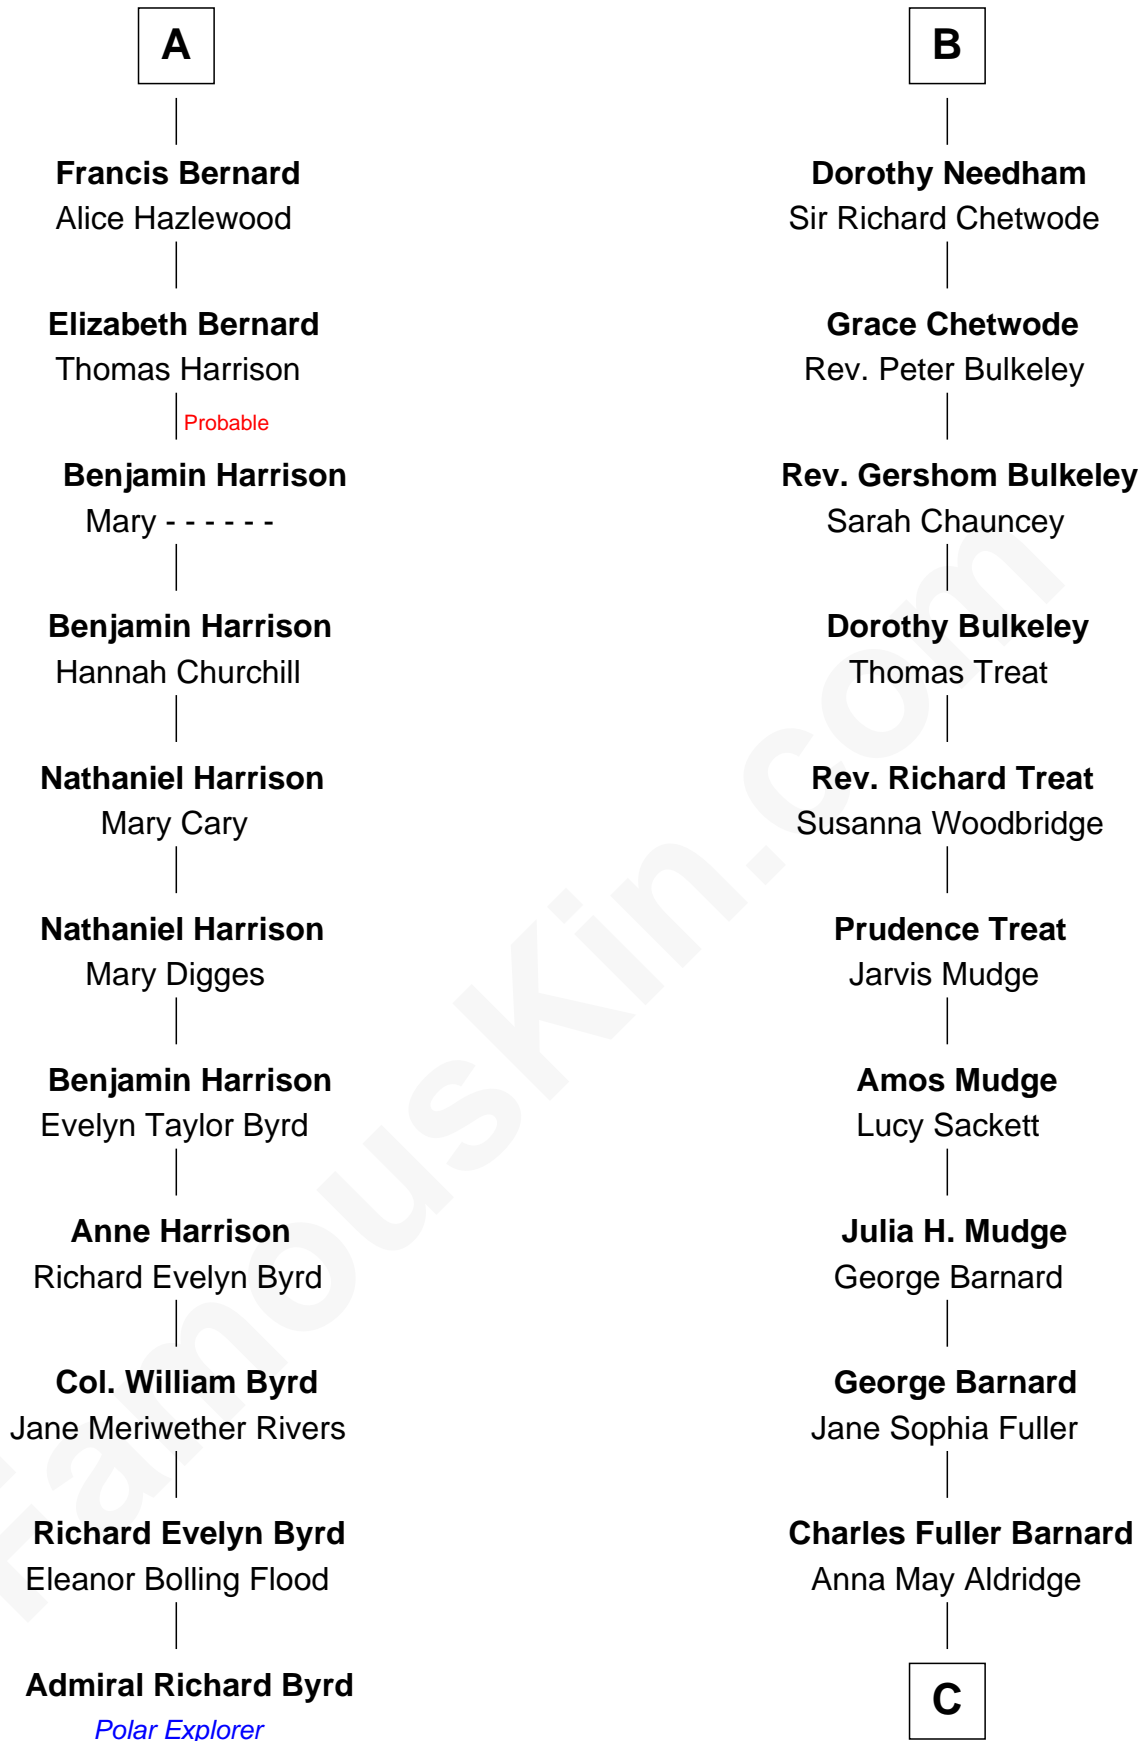 A
Francis Bernard
Alice Hazlewood
Elizabeth Bernard
Thomas Harrison
Probable
Benjamin Harrison
Mary - - - - - -
Benjamin Harrison
Hannah Churchill
Nathaniel Harrison
Mary Cary
Nathaniel Harrison
Mary Digges
Benjamin Harrison
Evelyn Taylor Byrd
Anne Harrison
Richard Evelyn Byrd
Col. William Byrd
Jane Meriwether Rivers
Richard Evelyn Byrd
Eleanor Bolling Flood
Admiral Richard Byrd
Polar Explorer
B
Dorothy Needham
Sir Richard Chetwode
Grace Chetwode
Rev. Peter Bulkeley
Rev. Gershom Bulkeley
Sarah Chauncey
Dorothy Bulkeley
Thomas Treat
Rev. Richard Treat
Susanna Woodbridge
Prudence Treat
Jarvis Mudge
Amos Mudge
Lucy Sackett
Julia H. Mudge
George Barnard
George Barnard
Jane Sophia Fuller
Charles Fuller Barnard
Anna May Aldridge
C
FamousKin.com